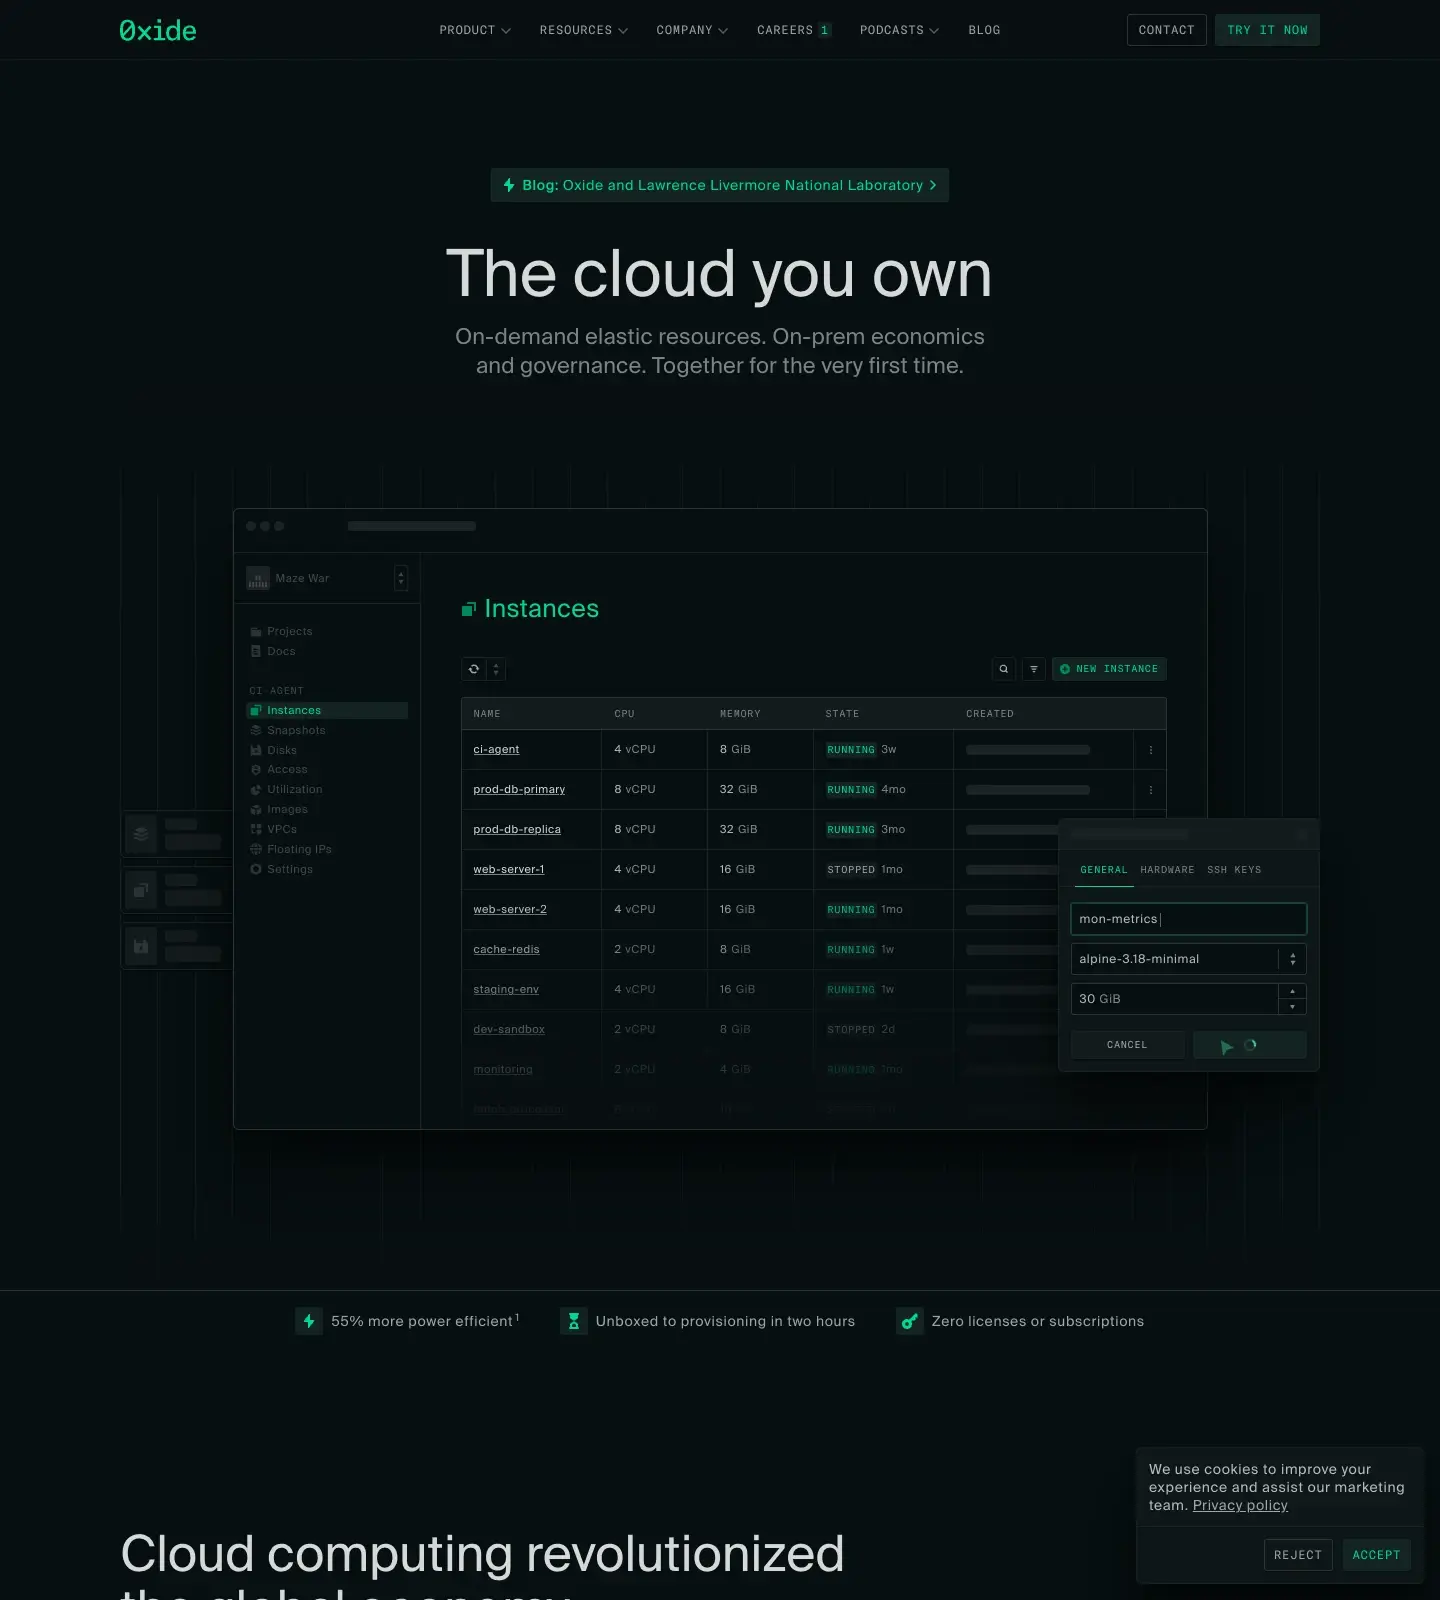 0xide
PRODUCT
RESOURCES
COMPANY
CAREERS 1
PODCASTS
BLOG
CONTACT
TRY IT NOW
Blog: Oxide and Lawrence Livermore National Laboratory
The cloud you own
On-demand elastic resources. On-prem economics
and governance. Together for the very first time.
Maze War
Projects
Docs
CI-AGENT
Instances
Snapshots
Disks
Access
Utilization
Images
VPCs
Floating IPs
Settings
Instances
NEW INSTANCE
NAME CPU MEMORY STATE CREATED
ci-agent 4 vCPU 8 GiB RUNNING 3w
prod-db-primary 8 vCPU 32 GiB RUNNING 4mo
prod-db-replica 8 vCPU 32 GiB RUNNING 3mo
web-server-1 4 vCPU 16 GiB STOPPED 1mo
web-server-2 4 vCPU 16 GiB RUNNING 1mo
cache-redis 2 vCPU 8 GiB RUNNING 1w
staging-env 4 vCPU 16 GiB RUNNING 1w
dev-sandbox 2 vCPU 8 GiB STOPPED 2d
monitoring 2 vCPU 4 GiB RUNNING 1mo
GENERAL HARDWARE SSH KEYS
mon-metrics
alpine-3.18-minimal
30 GiB
CANCEL
55% more power efficient1
Unboxed to provisioning in two hours
Zero licenses or subscriptions
We use cookies to improve your
experience and assist our marketing
team. Privacy policy
REJECT ACCEPT
Cloud computing revolutionized
the global economy